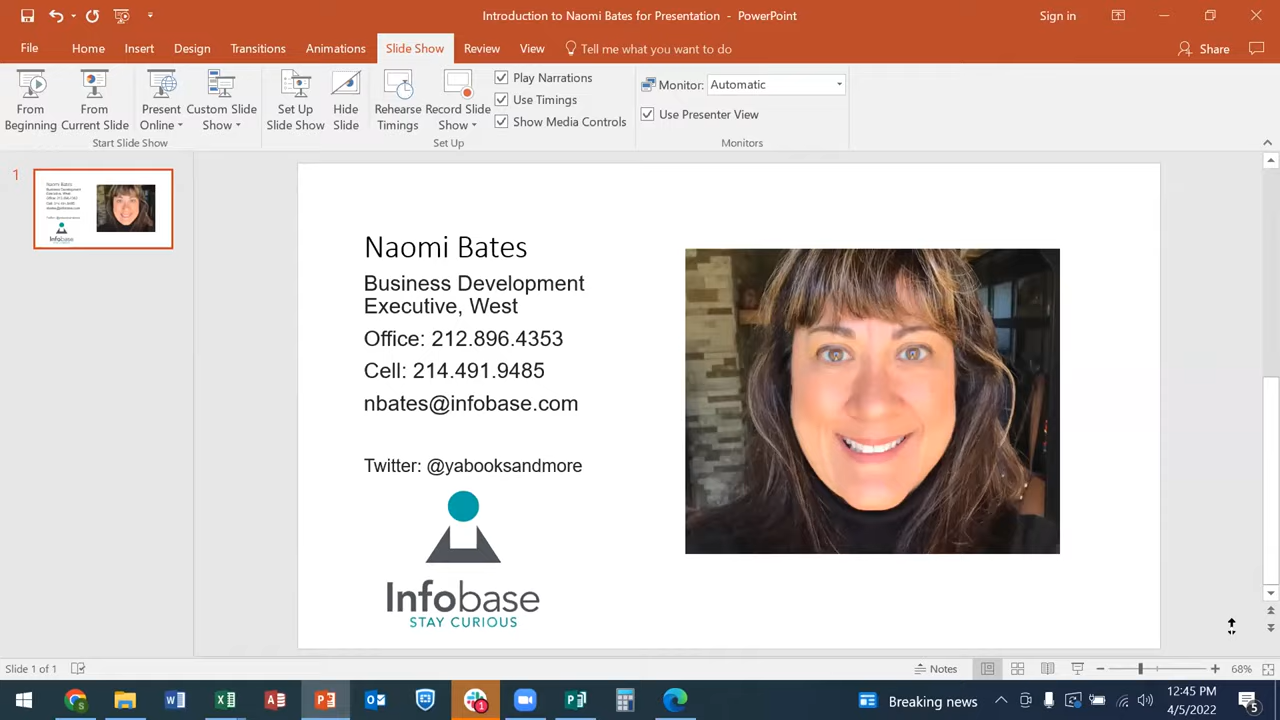 Introduction to Naomi Bates for Presentation - PowerPoint
Sign in
File Home Insert Design Transitions Animations Slide Show Review View Tell me what you want to do
Share
From Beginning
From Current Slide
Present Online
Custom Slide Show
Start Slide Show
Set Up Slide Show
Hide Slide
Rehearse Timings
Record Slide Show
Play Narrations
Use Timings
Show Media Controls
Set Up
Monitor: Automatic
Use Presenter View
Monitors
1
Naomi Bates
Business Development
Executive, West
Office: 212.896.4353
Cell: 214.491.9485
nbates@infobase.com
Twitter: @yabooksandmore
Infobase
STAY CURIOUS
Slide 1 of 1
Notes
68%
Breaking news
12:45 PM
4/5/2022
1
5